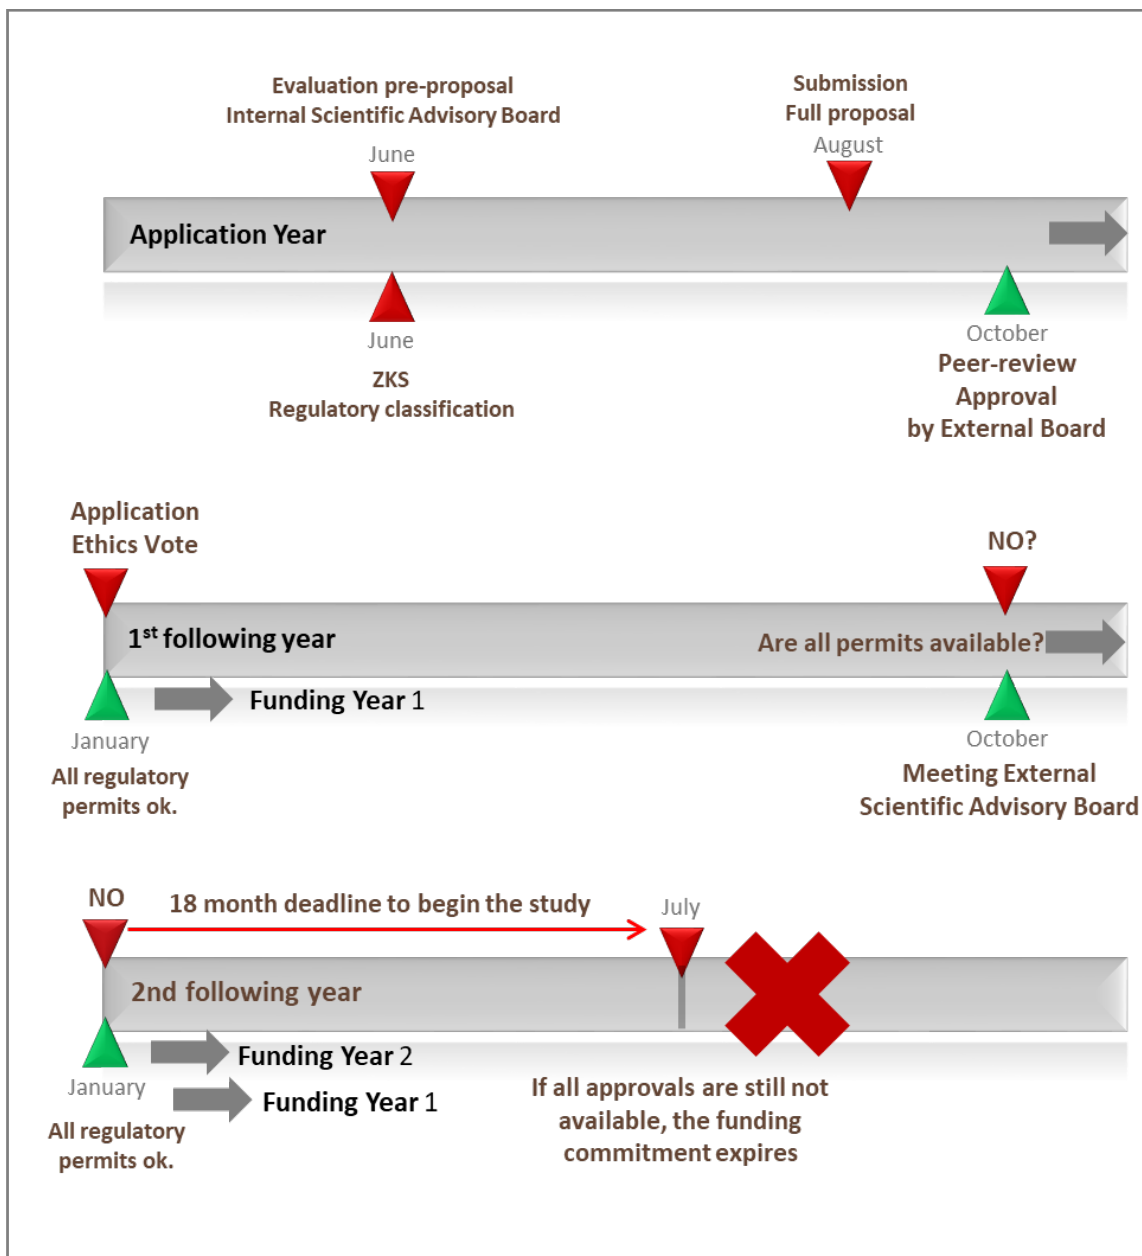 Evaluation pre-proposal
Internal Scientific Advisory Board
June
Submission
Full proposal
August
Application Year
June
ZKS
Regulatory classification
October
Peer-review
Approval
by External Board
Application
Ethics Vote
NO?
1st following year
Are all permits available?
Funding Year 1
January
All regulatory
permits ok.
October
Meeting External
Scientific Advisory Board
NO
18 month deadline to begin the study
July
2nd following year
Funding Year 2
January
Funding Year 1
All regulatory
permits ok.
If all approvals are still not
available, the funding
commitment expires